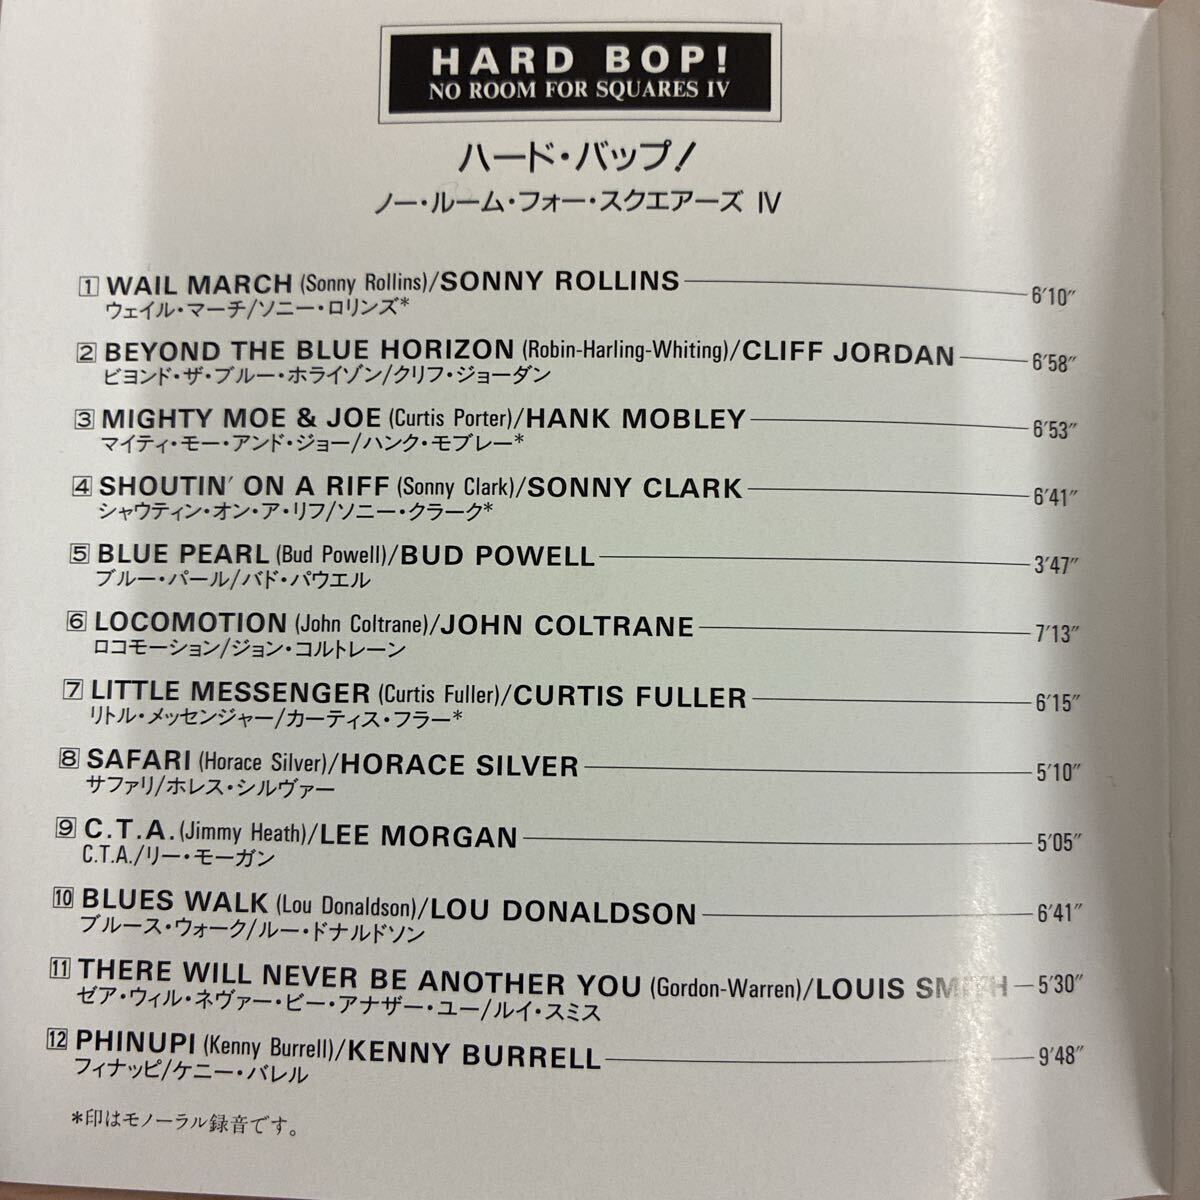 HARD BOP!
NO ROOM FOR SQUARES IV
ハード・バップ!
ノー・ルーム・フォー・スクエアーズ IV
1 WAIL MARCH (Sonny Rollins)/SONNY ROLLINS 6′10″
ウェイル・マーチ/ソニー・ロリンズ*
2 BEYOND THE BLUE HORIZON (Robin-Harling-Whiting)/CLIFF JORDAN 6′58″
ビヨンド・ザ・ブルー・ホライゾン/クリフ・ジョーダン
3 MIGHTY MOE & JOE (Curtis Porter)/HANK MOBLEY 6′53″
マイティ・モー・アンド・ジョー/ハンク・モブレー*
4 SHOUTIN' ON A RIFF (Sonny Clark)/SONNY CLARK 6′41″
シャウティン・オン・ア・リフ/ソニー・クラーク*
5 BLUE PEARL (Bud Powell)/BUD POWELL 3′47″
ブルー・パール/バド・パウエル
6 LOCOMOTION (John Coltrane)/JOHN COLTRANE 7′13″
ロコモーション/ジョン・コルトレーン
7 LITTLE MESSENGER (Curtis Fuller)/CURTIS FULLER 6′15″
リトル・メッセンジャー/カーティス・フラー*
8 SAFARI (Horace Silver)/HORACE SILVER 5′10″
サファリ/ホレス・シルヴァー
9 C.T.A. (Jimmy Heath)/LEE MORGAN 5′05″
C.T.A./リー・モーガン
10 BLUES WALK (Lou Donaldson)/LOU DONALDSON 6′41″
ブルース・ウォーク/ルー・ドナルドソン
11 THERE WILL NEVER BE ANOTHER YOU (Gordon-Warren)/LOUIS SMITH 5′30″
ゼア・ウィル・ネヴァー・ビー・アナザー・ユー/ルイ・スミス
12 PHINUPI (Kenny Burrell)/KENNY BURRELL 9′48″
フィナッピ/ケニー・バレル
*印はモノーラル録音です。